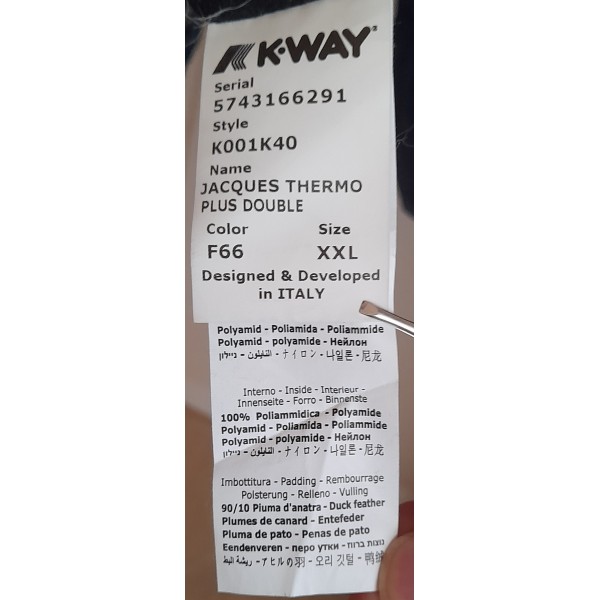 K·WAY®
Serial
5743166291
Style
K001K40
Name
JACQUES THERMO
PLUS DOUBLE
Color Size
F66 XXL
Designed & Developed
in ITALY
Polyamid - Poliamida - Poliammide
Polyamid - polyamide - Нейлон
ניילון - النايلون - ナイロン - 나일론 - 尼龙
Interno - Inside - Interieur -
Innenseite - Forro - Binnenste
100% Poliammidica - Polyamide
Polyamid - Poliamida - Poliammide
Polyamid - polyamide - Нейлон
ניילון - النايلون - ナイロン - 나일론 - 尼龙
Imbottitura - Padding - Rembourrage
Polsterung - Relleno - Vulling
90/10 Piuma d'anatra - Duck feather
Plumes de canard - Entefeder
Pluma de pato - Penas de pato
Eendenveren - перо утки - נוצות ברווז
ريشة البط - アヒルの羽 - 오리 깃털 - 鸭绒